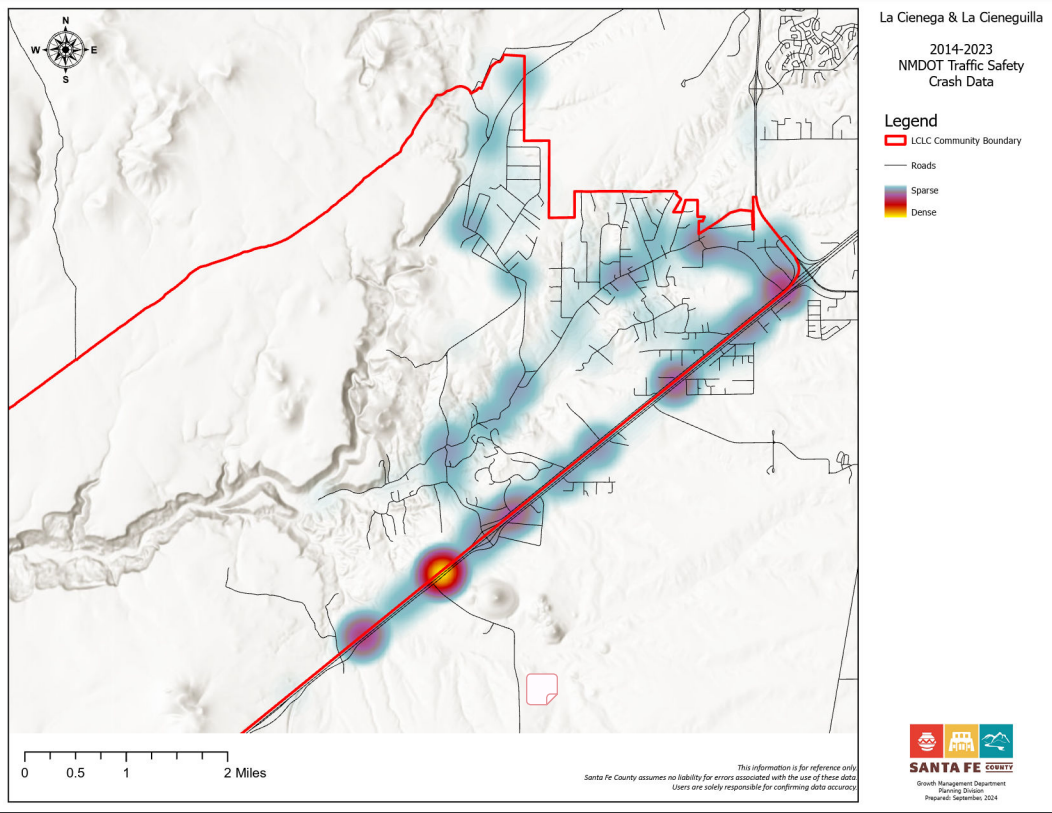 N
W
E
S
La Cienega & La Cieneguilla
2014-2023
NMDOT Traffic Safety
Crash Data
Legend
LCLC Community Boundary
Roads
Sparse
Dense
0 0.5 1 2 Miles
This information is for reference only.
Santa Fe County assumes no liability for errors associated with the use of these data.
Users are solely responsible for confirming data accuracy.
SANTA FE COUNTY
Growth Management Department
Planning Division
Prepared: September, 2024